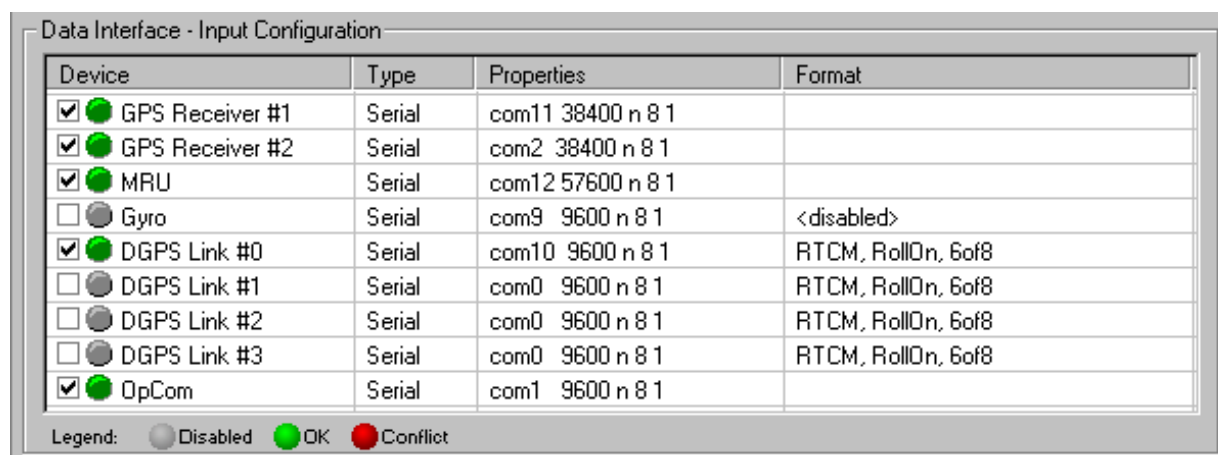 Data Interface - Input Configuration
Device Type Properties Format
GPS Receiver #1 Serial com11 38400 n 8 1
GPS Receiver #2 Serial com2 38400 n 8 1
MRU Serial com12 57600 n 8 1
Gyro Serial com9 9600 n 8 1 <disabled>
DGPS Link #0 Serial com10 9600 n 8 1 RTCM, RollOn, 6of8
DGPS Link #1 Serial com0 9600 n 8 1 RTCM, RollOn, 6of8
DGPS Link #2 Serial com0 9600 n 8 1 RTCM, RollOn, 6of8
DGPS Link #3 Serial com0 9600 n 8 1 RTCM, RollOn, 6of8
OpCom Serial com1 9600 n 8 1
Legend: Disabled OK Conflict